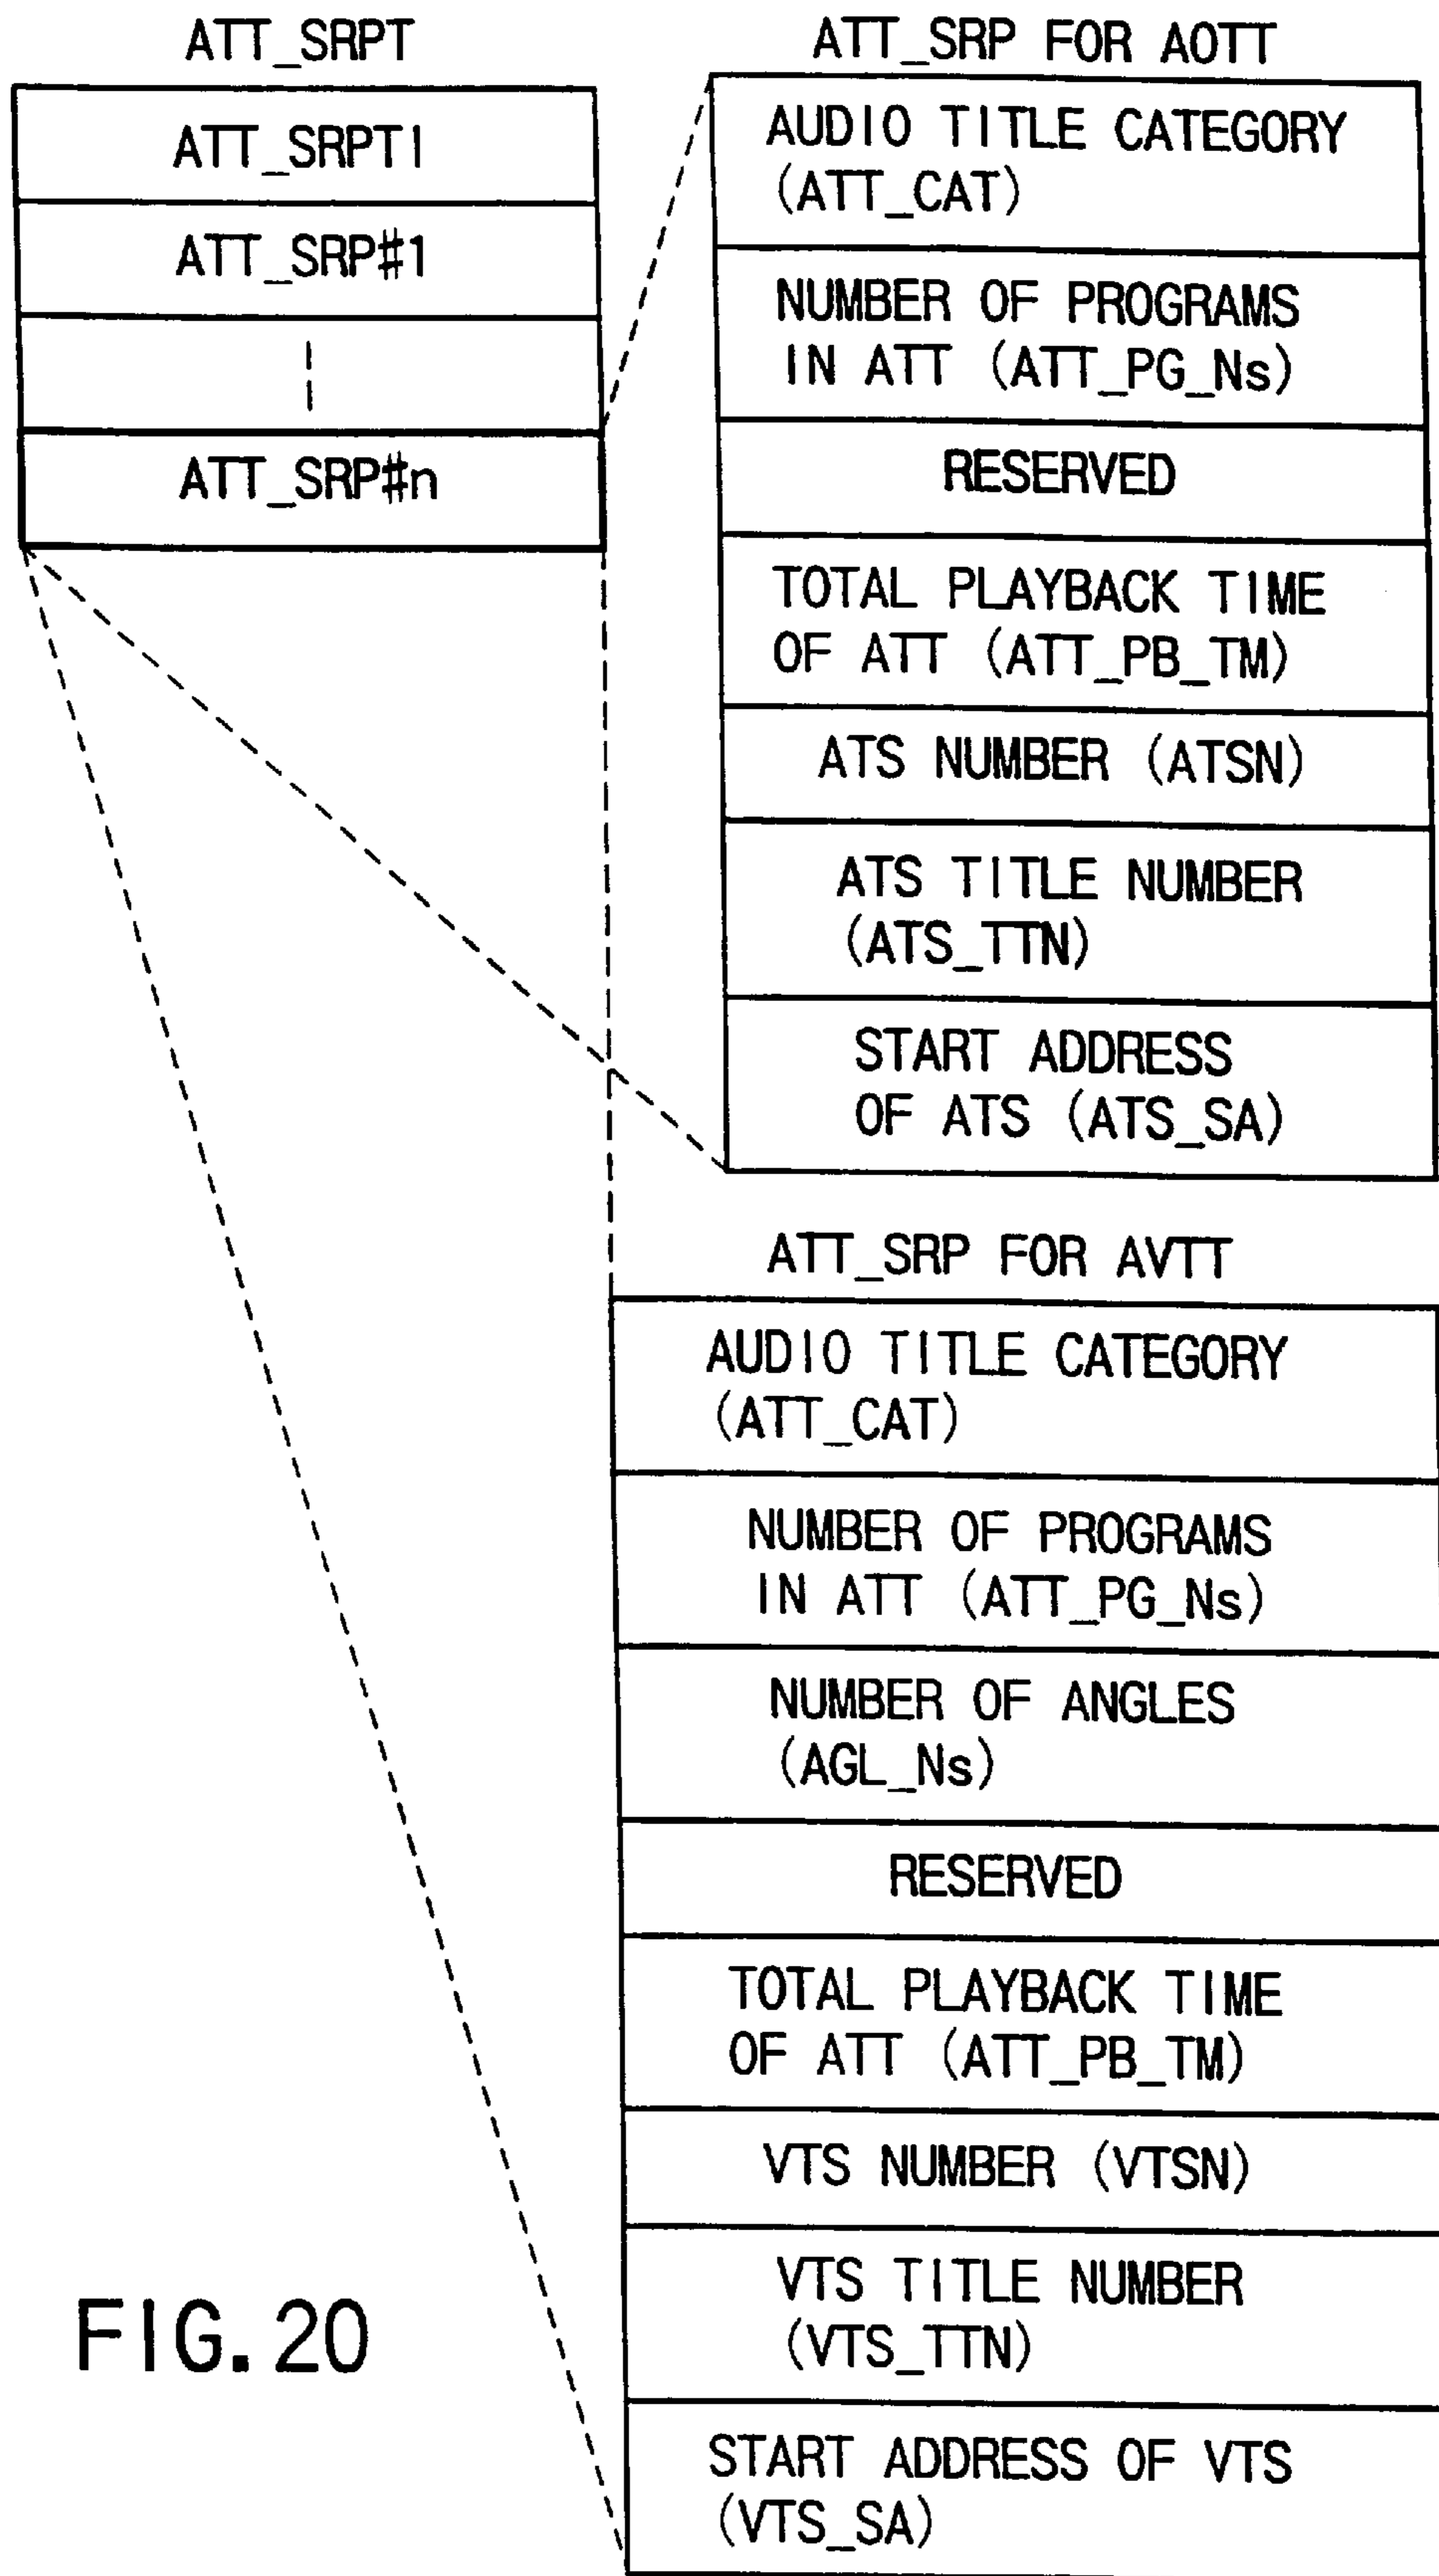 ATT_SRPT
ATT_SRPTI
ATT_SRP#1
ATT_SRP#n
ATT_SRP FOR AOTT
AUDIO TITLE CATEGORY
(ATT_CAT)
NUMBER OF PROGRAMS
IN ATT (ATT_PG_Ns)
RESERVED
TOTAL PLAYBACK TIME
OF ATT (ATT_PB_TM)
ATS NUMBER (ATSN)
ATS TITLE NUMBER
(ATS_TTN)
START ADDRESS
OF ATS (ATS_SA)
ATT_SRP FOR AVTT
AUDIO TITLE CATEGORY
(ATT_CAT)
NUMBER OF PROGRAMS
IN ATT (ATT_PG_Ns)
NUMBER OF ANGLES
(AGL_Ns)
RESERVED
TOTAL PLAYBACK TIME
OF ATT (ATT_PB_TM)
VTS NUMBER (VTSN)
VTS TITLE NUMBER
(VTS_TTN)
START ADDRESS OF VTS
(VTS_SA)
FIG. 20